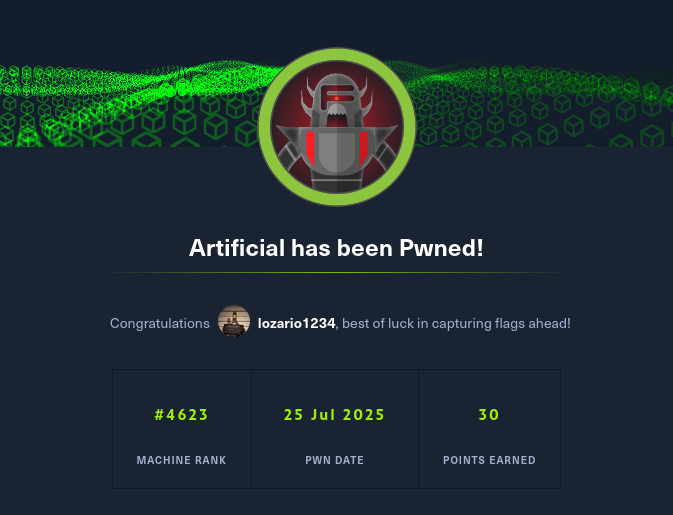 Artificial has been Pwned!
Congratulations lozario1234, best of luck in capturing flags ahead!
#4623 25 Jul 2025 30
MACHINE RANK PWN DATE POINTS EARNED